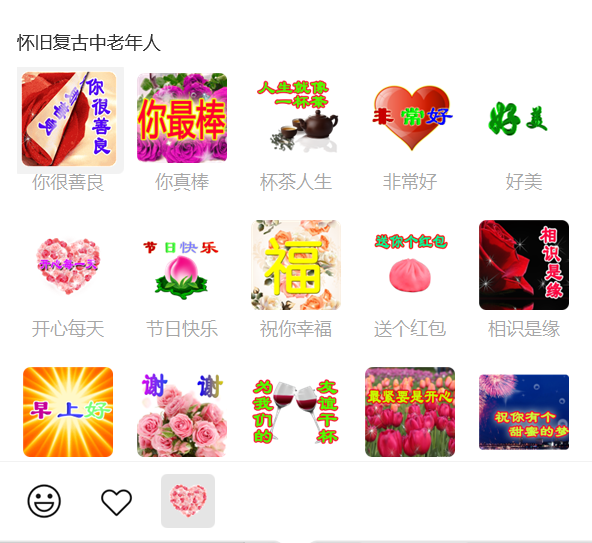 怀旧复古中老年人
你很善良
你很善良
你最棒
你真棒
人生就像
一杯茶
杯茶人生
非常好
非常好
好美
好美
开心每一天
开心每天
节日快乐
节日快乐
福
祝你幸福
送你个红包
送个红包
相识是缘
相识是缘
早上好
谢谢
为我们的
友谊干杯
最紧要是开心
祝你有个
甜蜜的梦